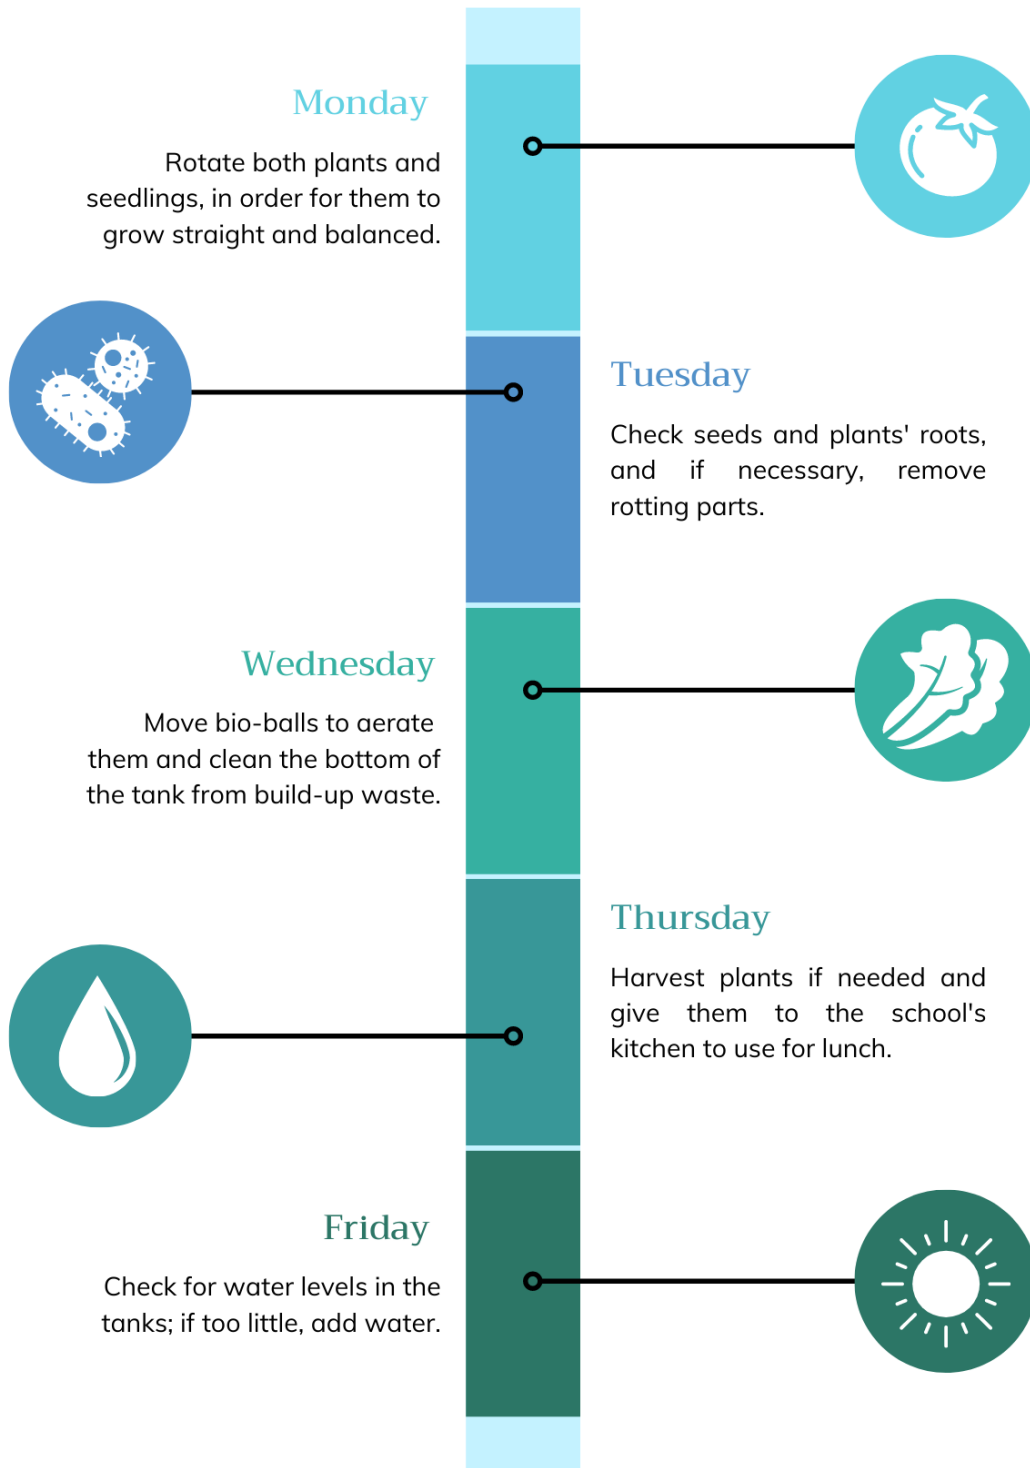 Monday
Rotate both plants and
seedlings, in order for them to
grow straight and balanced.
Tuesday
Check seeds and plants' roots,
and if necessary, remove
rotting parts.
Wednesday
Move bio-balls to aerate
them and clean the bottom of
the tank from build-up waste.
Thursday
Harvest plants if needed and
give them to the school's
kitchen to use for lunch.
Friday
Check for water levels in the
tanks; if too little, add water.